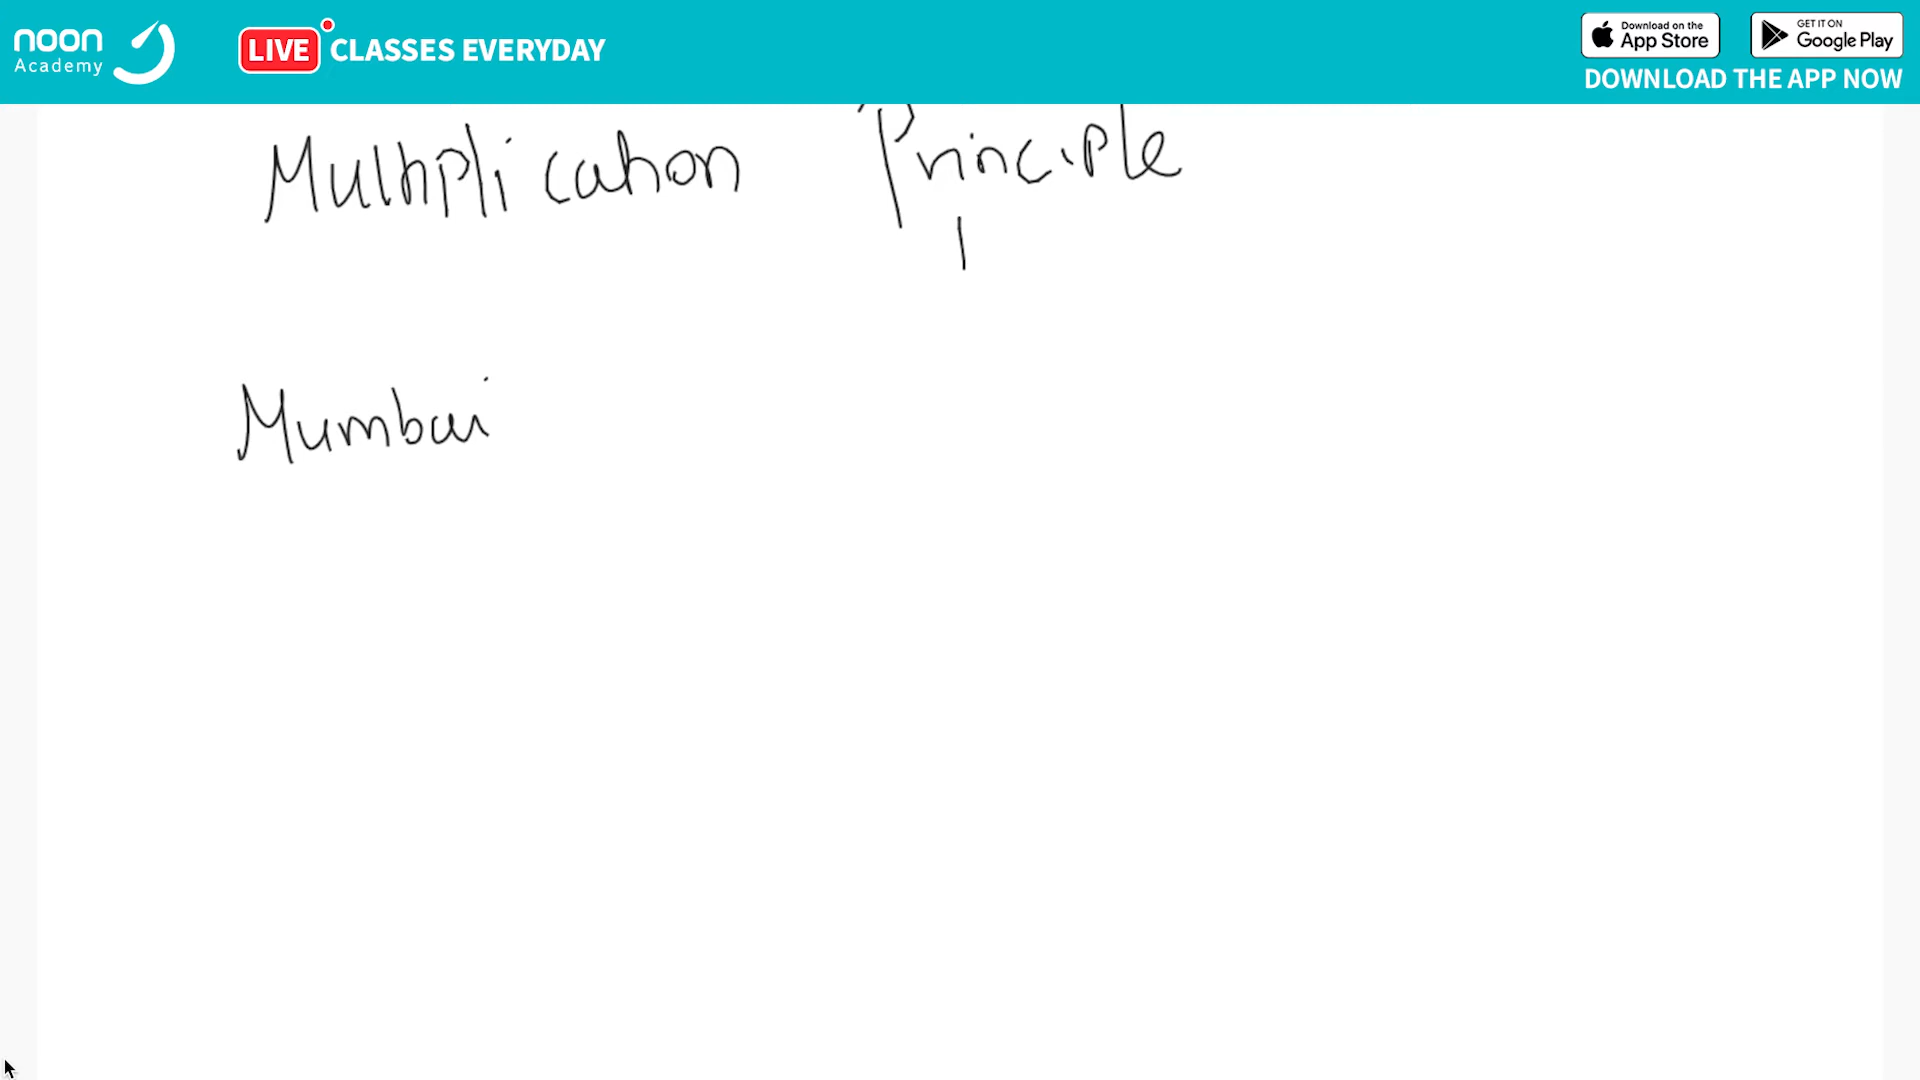 noon
Academy
LIVE CLASSES EVERYDAY
Download on the
App Store
GET IT ON
Google Play
DOWNLOAD THE APP NOW
Multiplication Principle
Mumbai